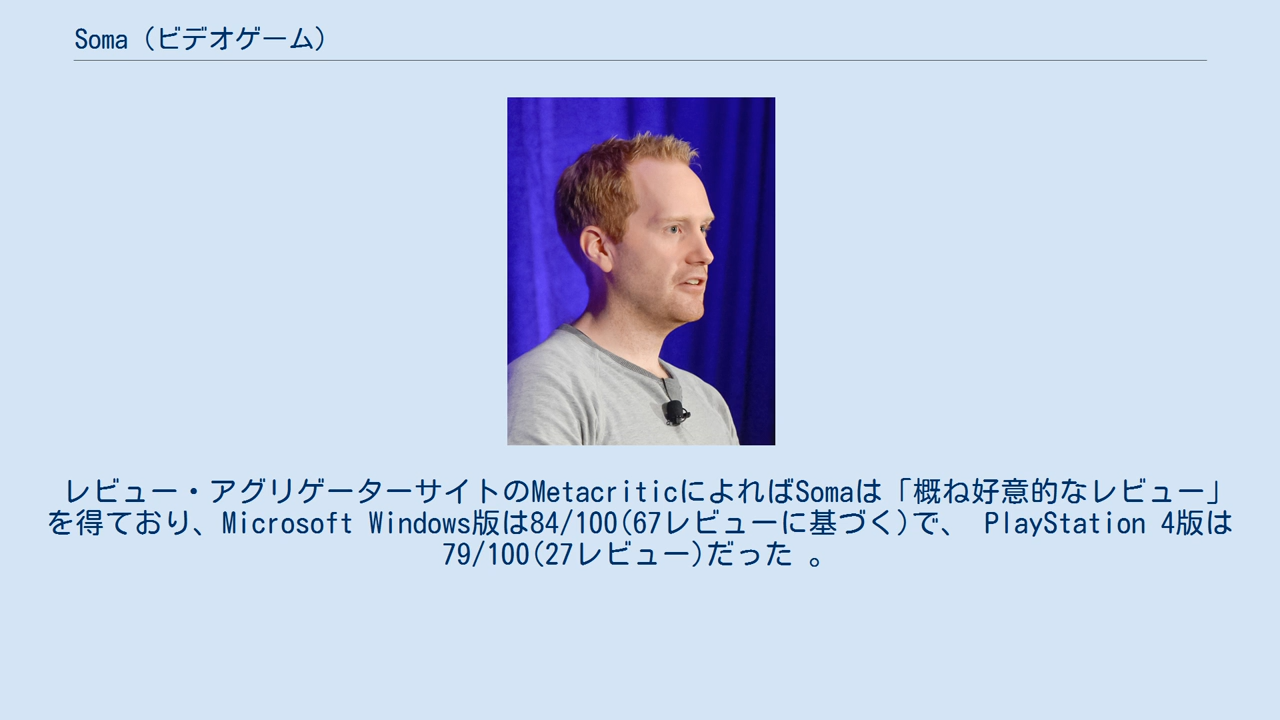 Soma（ビデオゲーム）
レビュー・アグリゲーターサイトのMetacriticによればSomaは「概ね好意的なレビュー」
を得ており、Microsoft Windows版は84/100(67レビューに基づく)で、 PlayStation 4版は
79/100(27レビュー)だった 。